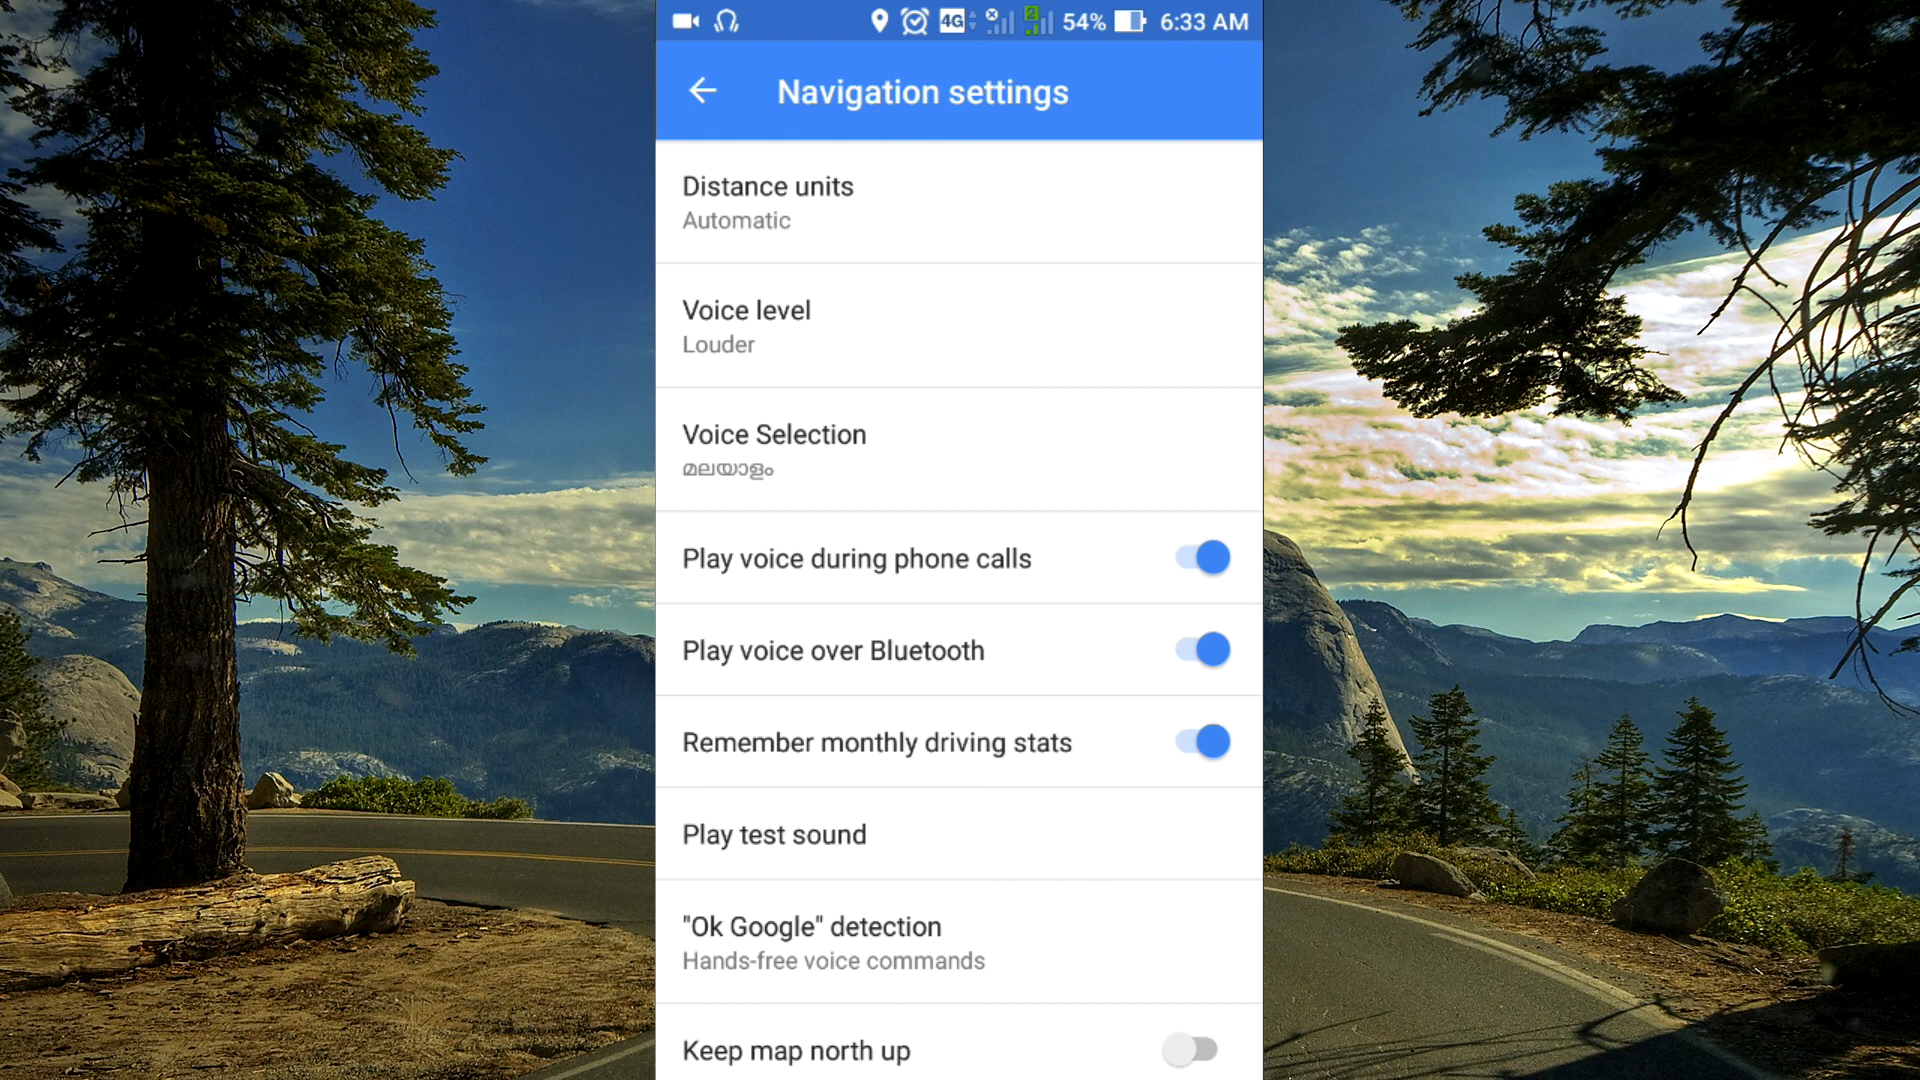 4G 2 54% 6:33 AM
Navigation settings
Distance units
Automatic
Voice level
Louder
Voice Selection
മലയാളം
Play voice during phone calls
Play voice over Bluetooth
Remember monthly driving stats
Play test sound
"Ok Google" detection
Hands-free voice commands
Keep map north up